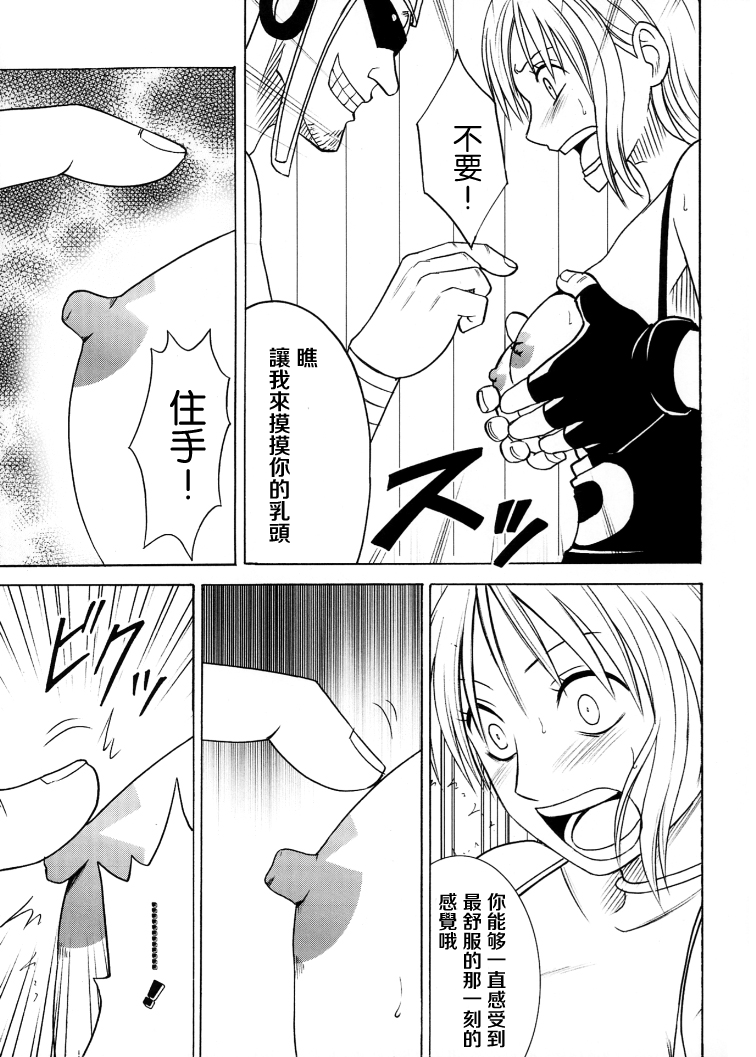 不要！
瞧
讓我來摸摸你的乳頭
スッ
住手！
你能够一直感受到
最舒服的那一刻的
感覺哦
ビクッ
！！